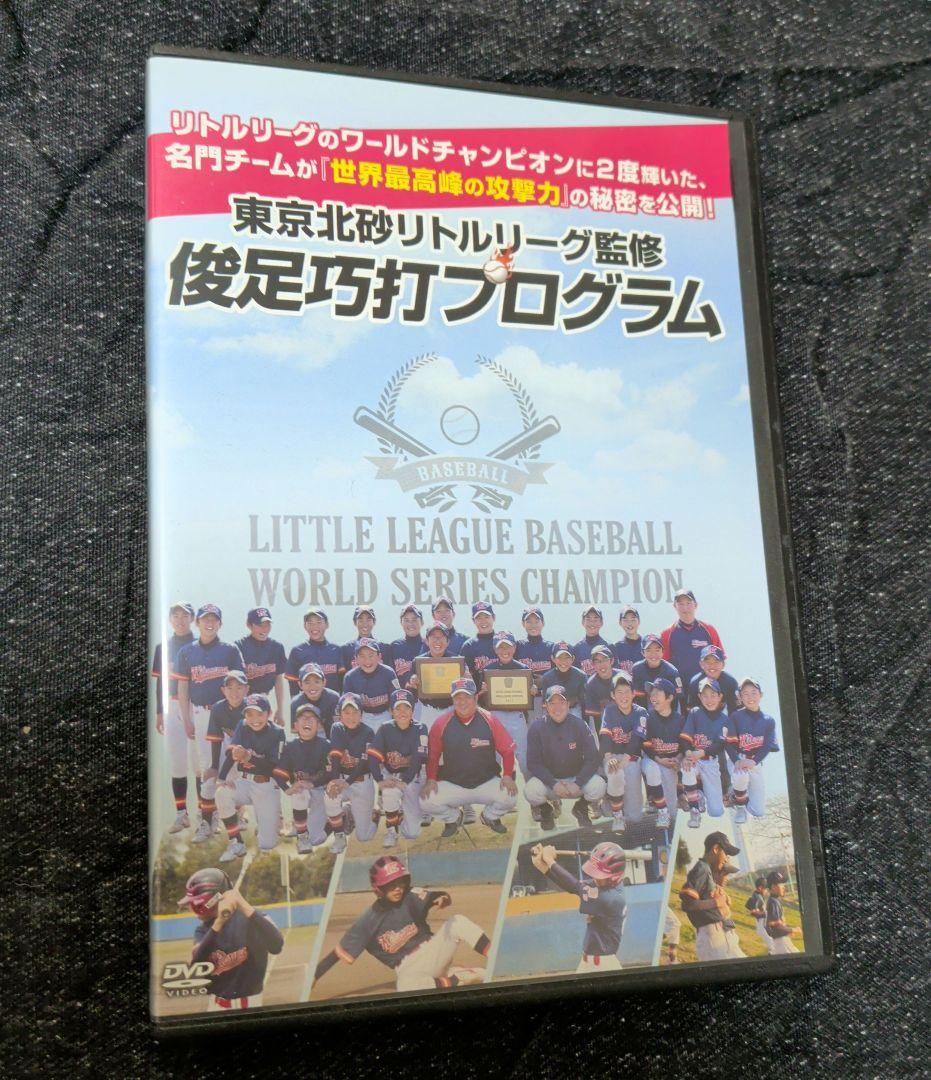 リトルリーグのワールドチャンピオンに2度輝いた、
名門チームが『世界最高峰の攻撃力』の秘密を公開!
東京北砂リトルリーグ監修
俊足巧打プログラム
BASEBALL
LITTLE LEAGUE BASEBALL
WORLD SERIES CHAMPION
DVD
VIDEO